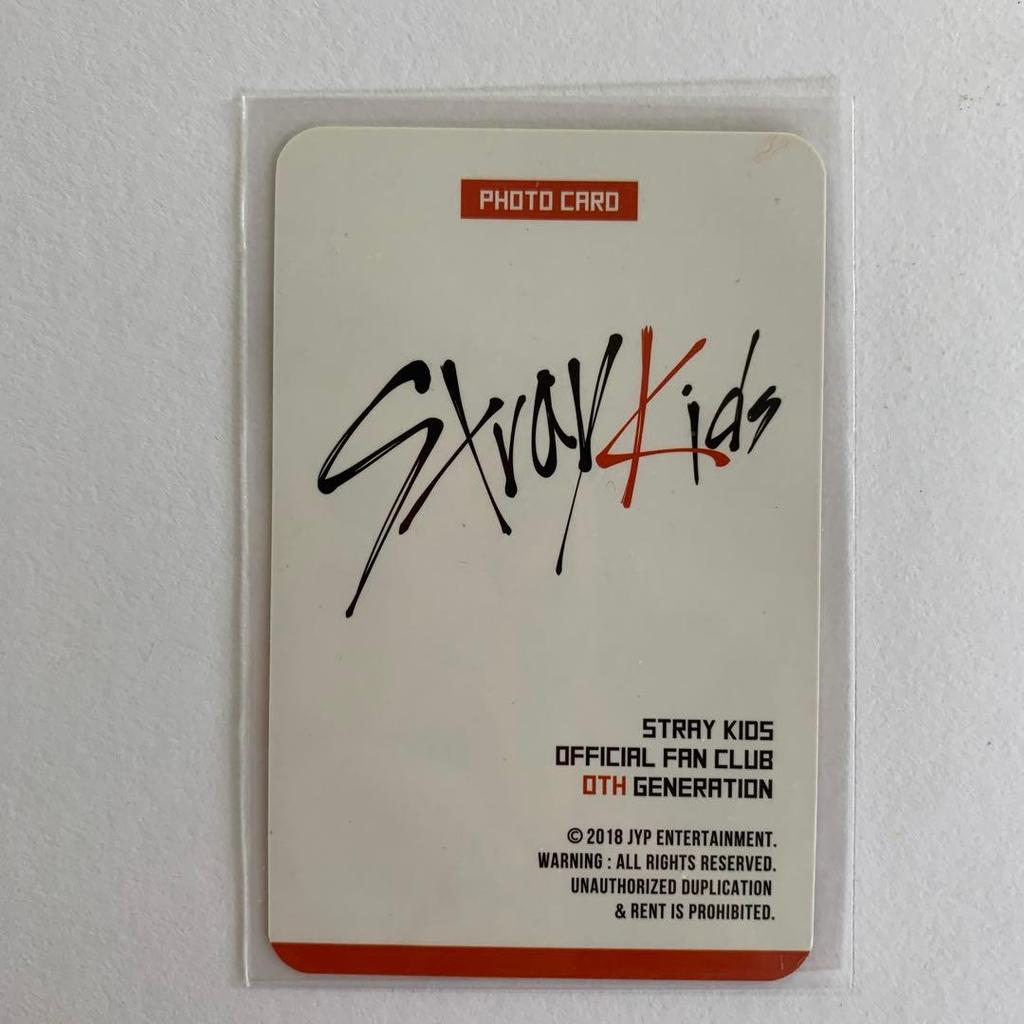 PHOTO CARD
Stray Kids
STRAY KIDS
OFFICIAL FAN CLUB
0TH GENERATION
© 2018 JYP ENTERTAINMENT.
WARNING : ALL RIGHTS RESERVED.
UNAUTHORIZED DUPLICATION
& RENT IS PROHIBITED.